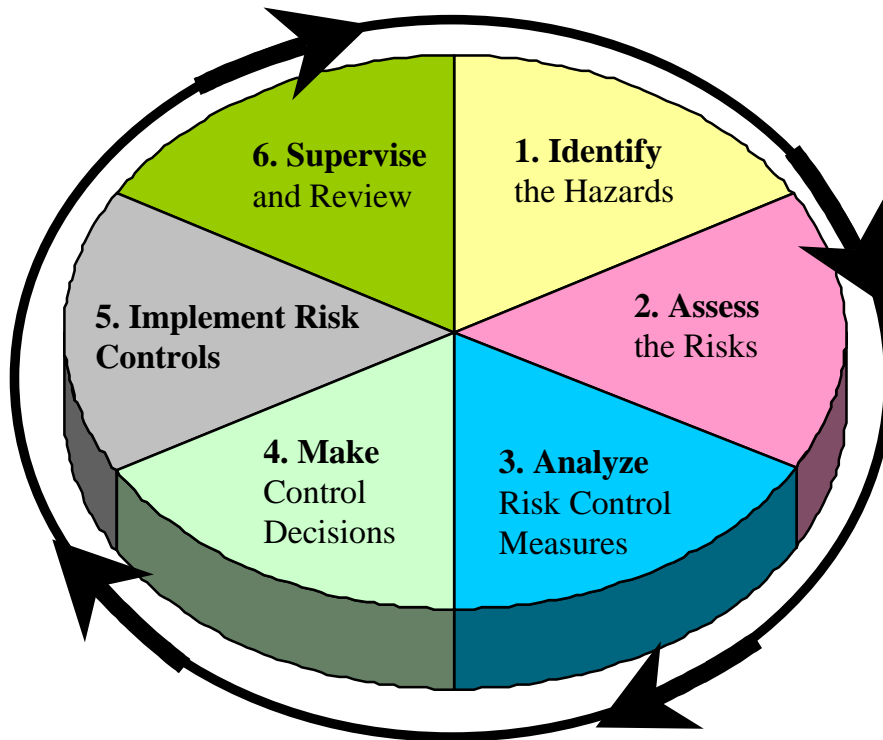 1. Identify
the Hazards
2. Assess
the Risks
3. Analyze
Risk Control
Measures
4. Make
Control
Decisions
5. Implement Risk
Controls
6. Supervise
and Review